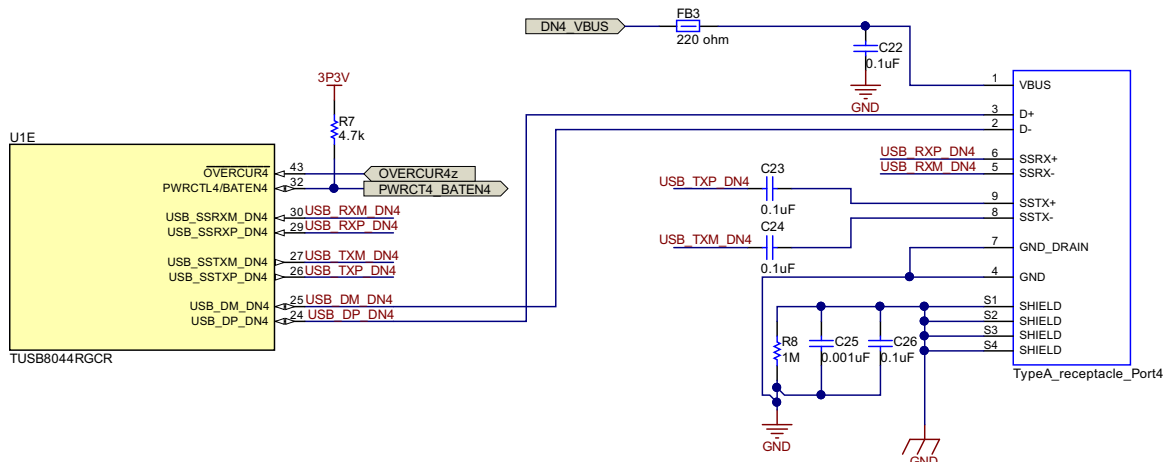 DN4_VBUS
FB3
220 ohm
C22
0.1uF
GND
3P3V
R7
4.7k
U1E
OVERCUR4
43
OVERCUR4z
PWRCTL4/BATEN4
32
PWRCT4_BATEN4
USB_SSRXM_DN4
30
USB_RXM_DN4
USB_SSRXP_DN4
29
USB_RXP_DN4
USB_SSTXM_DN4
27
USB_TXM_DN4
USB_SSTXP_DN4
26
USB_TXP_DN4
USB_DM_DN4
25
USB_DM_DN4
USB_DP_DN4
24
USB_DP_DN4
TUSB8044RGCR
1
VBUS
3
D+
2
D-
USB_RXP_DN4
6
SSRX+
USB_RXM_DN4
5
SSRX-
USB_TXP_DN4
C23
0.1uF
9
SSTX+
USB_TXM_DN4
C24
0.1uF
8
SSTX-
7
GND_DRAIN
4
GND
S1
SHIELD
S2
SHIELD
S3
SHIELD
S4
SHIELD
R8
1M
C25
0.001uF
C26
0.1uF
TypeA_receptacle_Port4
GND
GND